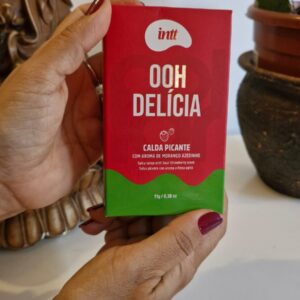 intt
OOH
DELÍCIA
CALDA PICANTE
COM AROMA DE MORANGO AZEDINHO